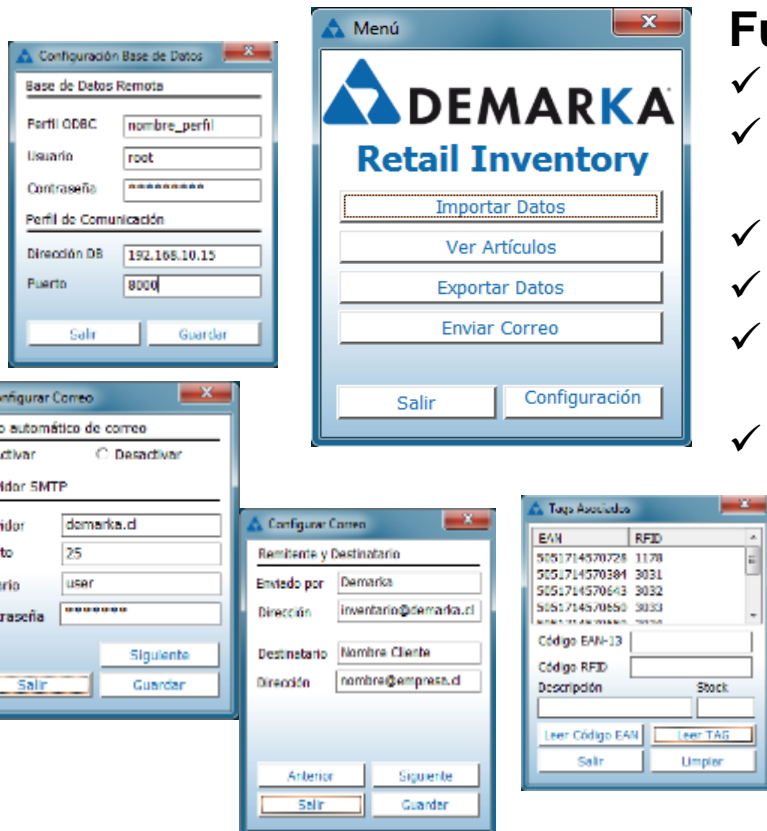 Configuración Base de Datos
Base de Datos Remota
Perfil ODBC nombre_perfil
Usuario root
Contraseña *********
Perfil de Comunicación
Dirección DB 192.168.10.15
Puerto 8000
Salir Guardar
Menú
DEMARKA
Retail Inventory
Importar Datos
Ver Artículos
Exportar Datos
Enviar Correo
Salir Configuración
Fu
✓
✓
✓
✓
✓
✓
nfigurar Correo
o automático de correo
ctivar Desactivar
idor SMTP
vidor demarka.cl
to 25
ario user
traseña *******
Siguiente
Salir Guardar
Configurar Correo
Remitente y Destinatario
Enviado por Demarka
Dirección inventario@demarka.cl
Destinatario Nombre Cliente
Dirección nombre@empresa.cl
Anterior Siguiente
Salir Guardar
Tags Asociados
EAN RFID
5051714570728 1178
5051714570384 3031
5051714570643 3032
5051714570650 3033
Código EAN-13
Código RFID
Descripción Stock
Leer Código EAN Leer TAG
Salir Limpiar